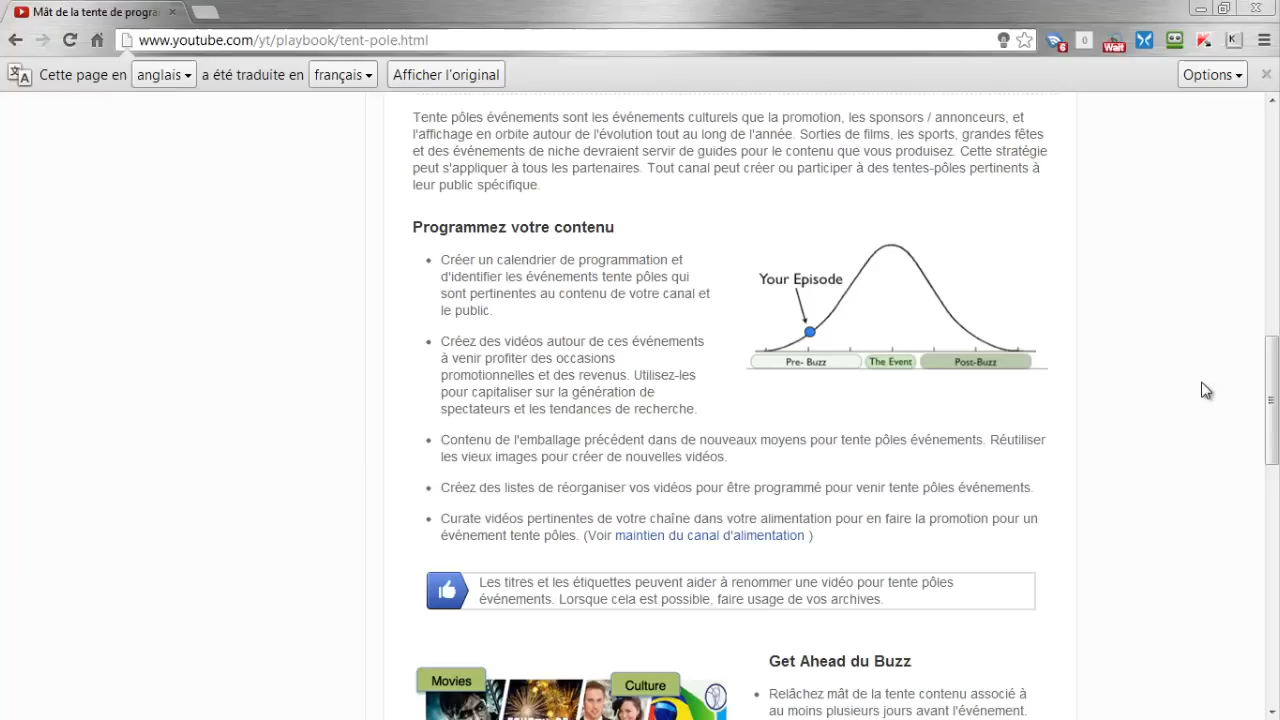 Mât de la tente de progra
www.youtube.com/yt/playbook/tent-pole.html
6
0
Wait
K
Cette page en anglais a été traduite en français Afficher l'original Options
Tente pôles événements sont les événements culturels que la promotion, les sponsors / annonceurs, et
l'affichage en orbite autour de l'évolution tout au long de l'année. Sorties de films, les sports, grandes fêtes
et des événements de niche devraient servir de guides pour le contenu que vous produisez. Cette stratégie
peut s'appliquer à tous les partenaires. Tout canal peut créer ou participer à des tentes-pôles pertinents à
leur public spécifique.
Programmez votre contenu
Créer un calendrier de programmation et
d'identifier les événements tente pôles qui
sont pertinentes au contenu de votre canal et
le public.
Créez des vidéos autour de ces événements
à venir profiter des occasions
promotionnelles et des revenus. Utilisez-les
pour capitaliser sur la génération de
spectateurs et les tendances de recherche.
Your Episode
Pre- Buzz
The Event
Post-Buzz
Contenu de l'emballage précédent dans de nouveaux moyens pour tente pôles événements. Réutiliser
les vieux images pour créer de nouvelles vidéos.
Créez des listes de réorganiser vos vidéos pour être programmé pour venir tente pôles événements.
Curate vidéos pertinentes de votre chaîne dans votre alimentation pour en faire la promotion pour un
événement tente pôles. (Voir maintien du canal d'alimentation )
Les titres et les étiquettes peuvent aider à renommer une vidéo pour tente pôles
événements. Lorsque cela est possible, faire usage de vos archives.
Movies
Culture
Get Ahead du Buzz
Relâchez mât de la tente contenu associé à
au moins plusieurs jours avant l'événement.